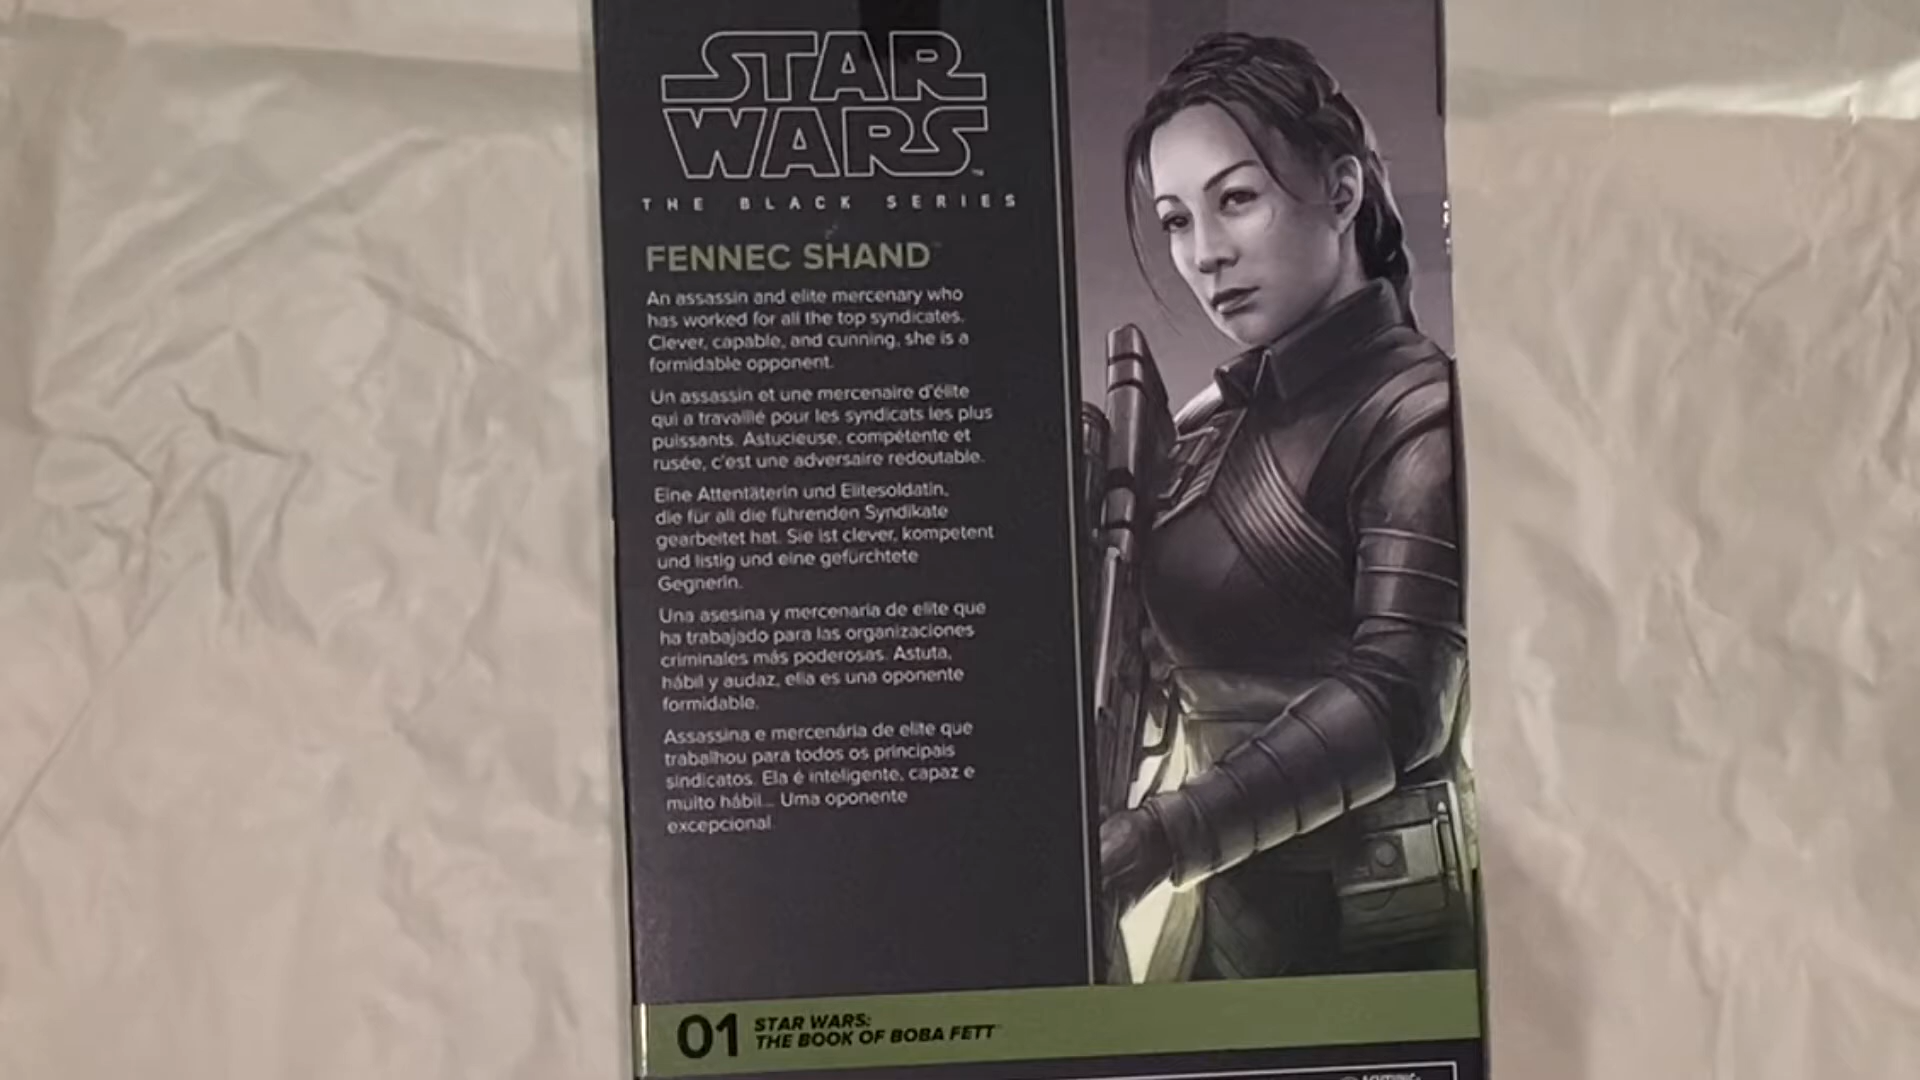 STAR
WARS™
THE BLACK SERIES
FENNEC SHAND™
An assassin and elite mercenary who
has worked for all the top syndicates.
Clever, capable, and cunning, she is a
formidable opponent.
Un assassin et une mercenaire d'élite
qui a travaillé pour les syndicats les plus
puissants. Astucieuse, compétente et
rusée, c'est une adversaire redoutable.
Eine Attentäterin und Elitesoldatin,
die für all die führenden Syndikate
gearbeitet hat. Sie ist clever, kompetent
und listig und eine gefürchtete
Gegnerin.
Una asesina y mercenaria de elite que
ha trabajado para las organizaciones
criminales más poderosas. Astuta,
hábil y audaz, ella es una oponente
formidable.
Assassina e mercenária de elite que
trabalhou para todos os principais
sindicatos. Ela é inteligente, capaz e
muito hábil... Uma oponente
excepcional.
01 STAR WARS:
THE BOOK OF BOBA FETT™